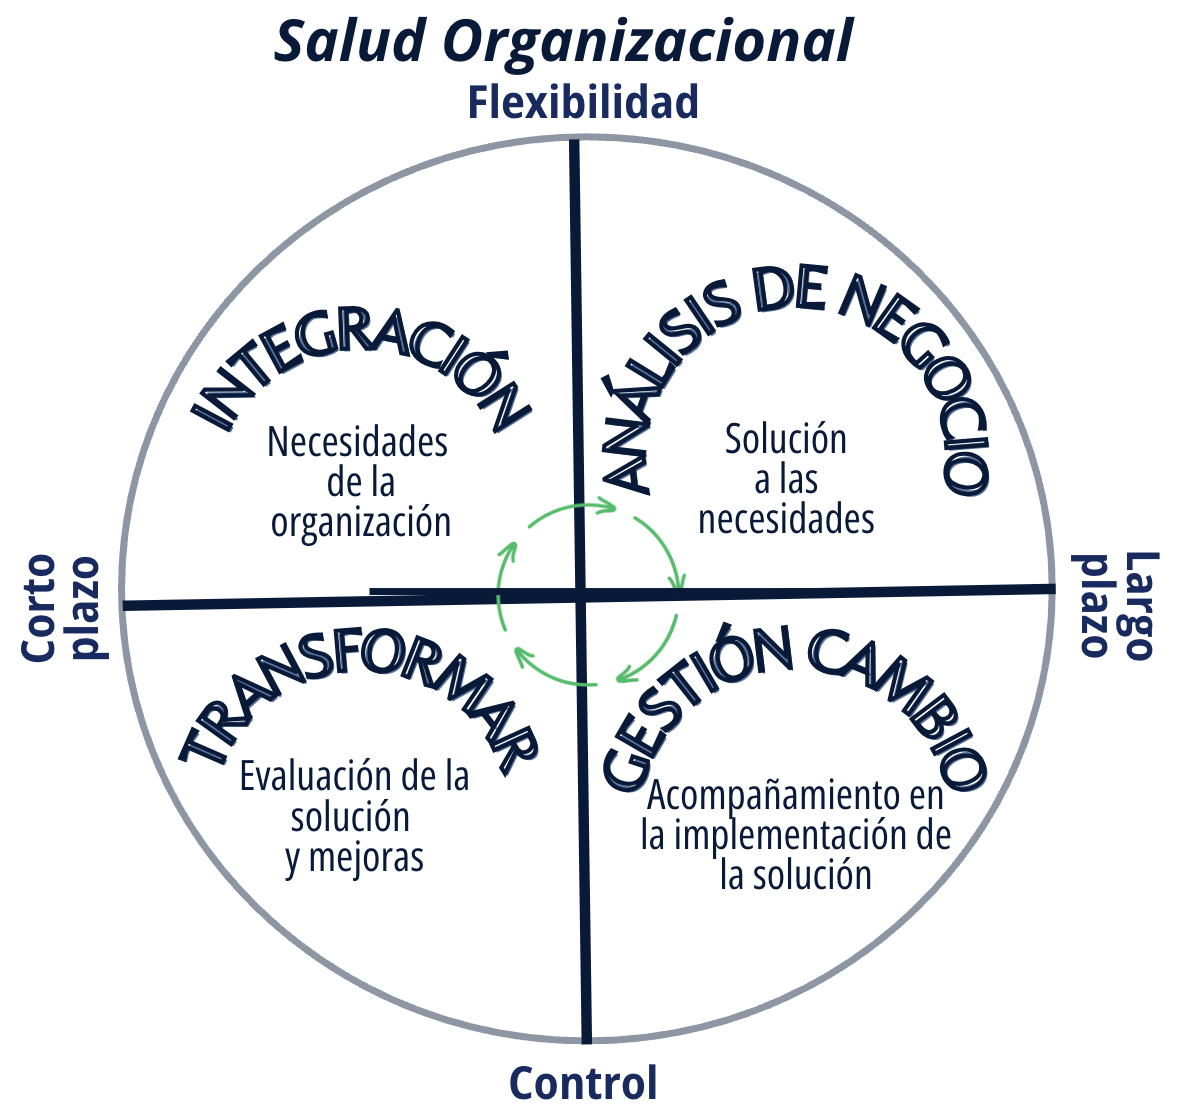 Salud Organizacional
Flexibilidad
INTEGRACIÓN
Necesidades
de la
organización
ANÁLISIS DE NEGOCIO
Solución
a las
necesidades
Corto
plazo
Largo
plazo
TRANSFORMAR
Evaluación de la
solución
y mejoras
GESTIÓN CAMBIO
Acompañamiento en
la implementación de
la solución
Control